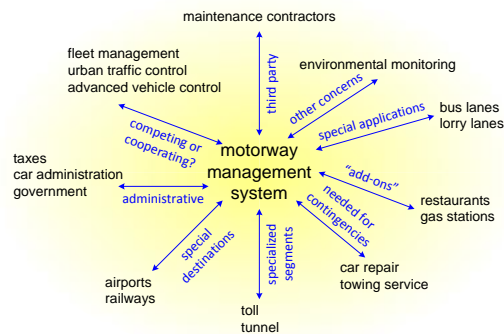 maintenance contractors
fleet management
urban traffic control
advanced vehicle control
third party
environmental monitoring
other concerns
bus lanes
lorry lanes
special applications
competing or
cooperating?
motorway
management
system
taxes
car administration
government
administrative
"add-ons"
restaurants
gas stations
needed for
contingencies
special
destinations
specialized
segments
airports
railways
car repair
towing service
toll
tunnel